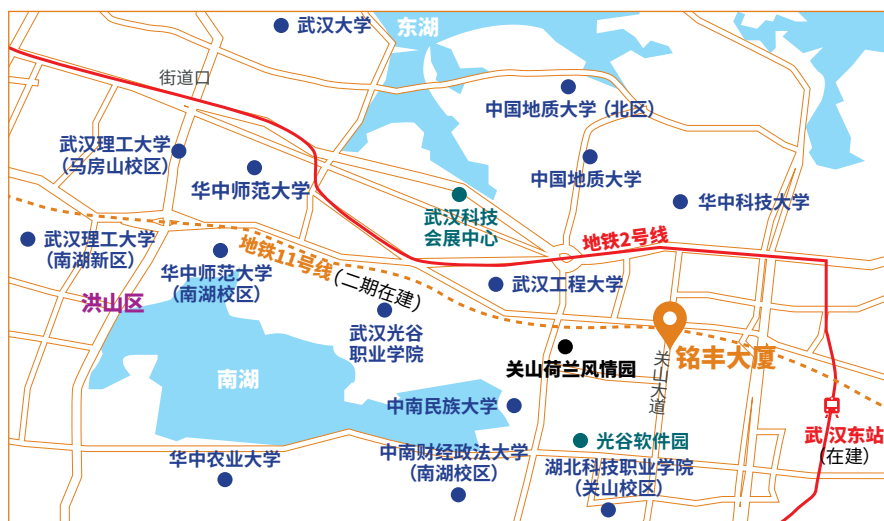 武汉大学
东湖
街道口
中国地质大学（北区）
武汉理工大学
（马房山校区）
华中师范大学
中国地质大学
华中科技大学
武汉科技
会展中心
武汉理工大学
（南湖新区）
地铁11号线（二期在建）
地铁2号线
华中师范大学
（南湖校区）
武汉工程大学
洪山区
武汉光谷
职业学院
关山荷兰风情园
关山大道
铭丰大厦
南湖
中南民族大学
武汉东站
（在建）
光谷软件园
华中农业大学
中南财经政法大学
（南湖校区）
湖北科技职业学院
（关山校区）